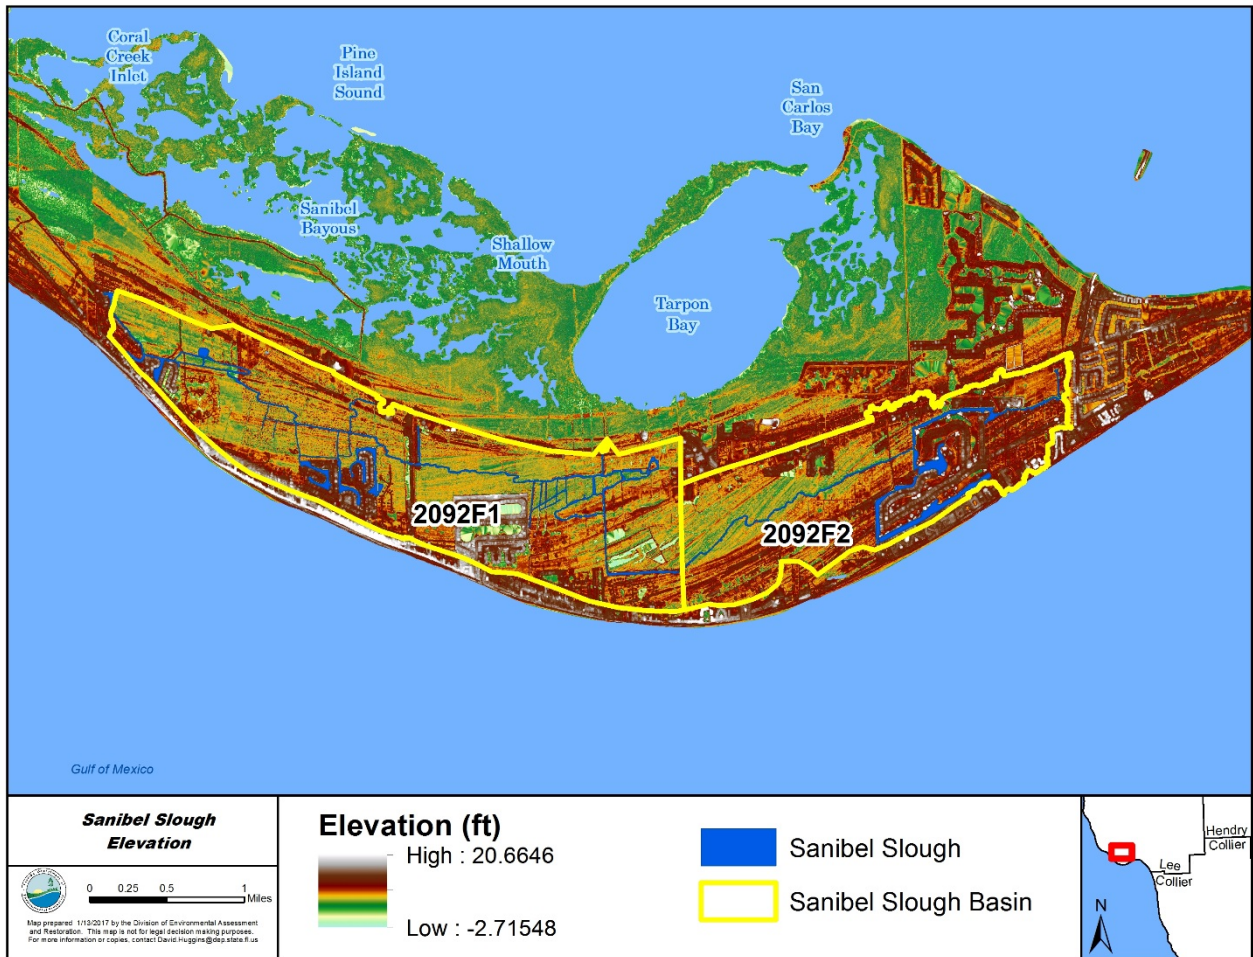 Coral
Creek
Inlet
Pine
Island
Sound
San
Carlos
Bay
Sanibel
Bayous
Shallow
Mouth
Tarpon
Bay
2092F1
2092F2
Gulf of Mexico
Sanibel Slough
Elevation
0 0.25 0.5 1
Miles
Map prepared 1/13/2017 by the Division of Environmental Assessment
and Restoration. This map is not for legal decision making purposes.
For more information or copies, contact David.Huggins@dep.state.fl.us
Elevation (ft)
High : 20.6646
Low : -2.71548
Sanibel Slough
Sanibel Slough Basin
Hendry
Collier
Lee
Collier
N